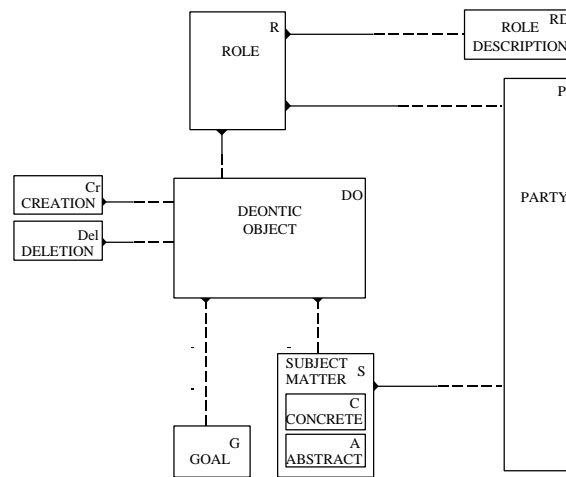 R
ROLE
RD
ROLE
DESCRIPTION
P
PARTY
Cr
CREATION
Del
DELETION
DO
DEONTIC
OBJECT
SUBJECT
MATTER
S
C
CONCRETE
A
ABSTRACT
G
GOAL